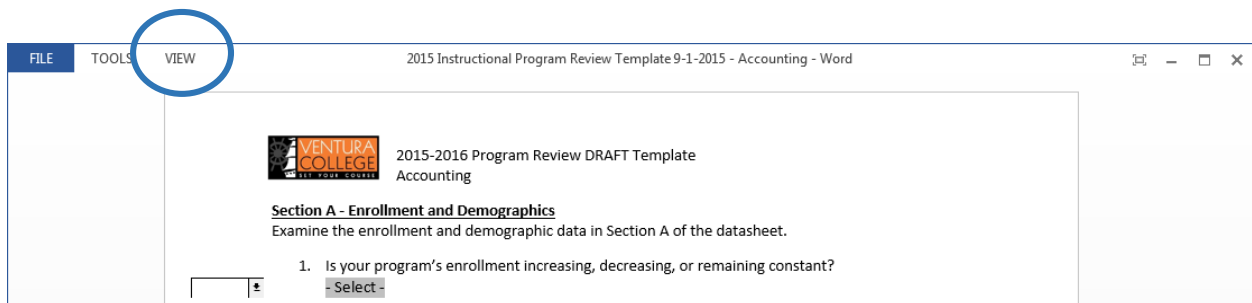 FILE TOOLS VIEW 2015 Instructional Program Review Template 9-1-2015 - Accounting - Word
VENTURA
COLLEGE
SET YOUR COURSE
2015-2016 Program Review DRAFT Template
Accounting
Section A - Enrollment and Demographics
Examine the enrollment and demographic data in Section A of the datasheet.
1. Is your program's enrollment increasing, decreasing, or remaining constant?
- Select -